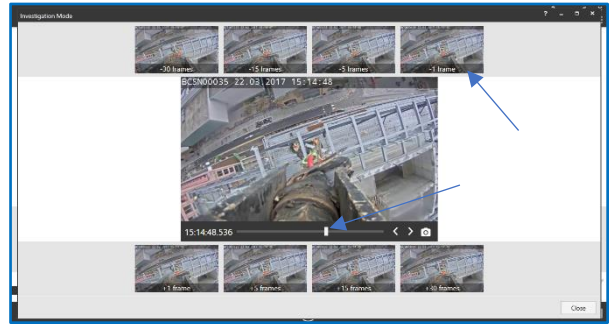 Investigation Mode
-30 frames
-15 frames
-5 frames
-1 frame
BCSN00035 22.03.2017 15:14:48
15:14:48.536
+1 frame
+5 frames
+15 frames
+30 frames
Close